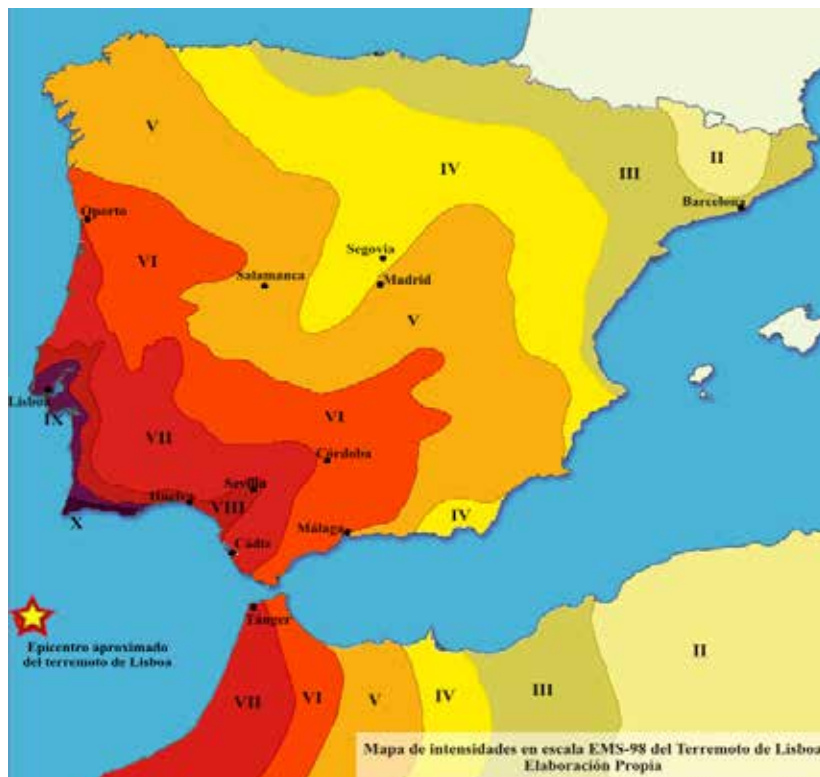 V
IV
III
II
Barcelona
Oporto
VI
Segovia
Salamanca
Madrid
V
Lisboa
IX
VI
VII
Córdoba
Sevilla
Huelva
VIII
IV
X
Málaga
Cádiz
Tánger
Epicentro aproximado
del terremoto de Lisboa
VII
VI
V
IV
III
II
Mapa de intensidades en escala EMS-98 del Terremoto de Lisboa
Elaboración Propia